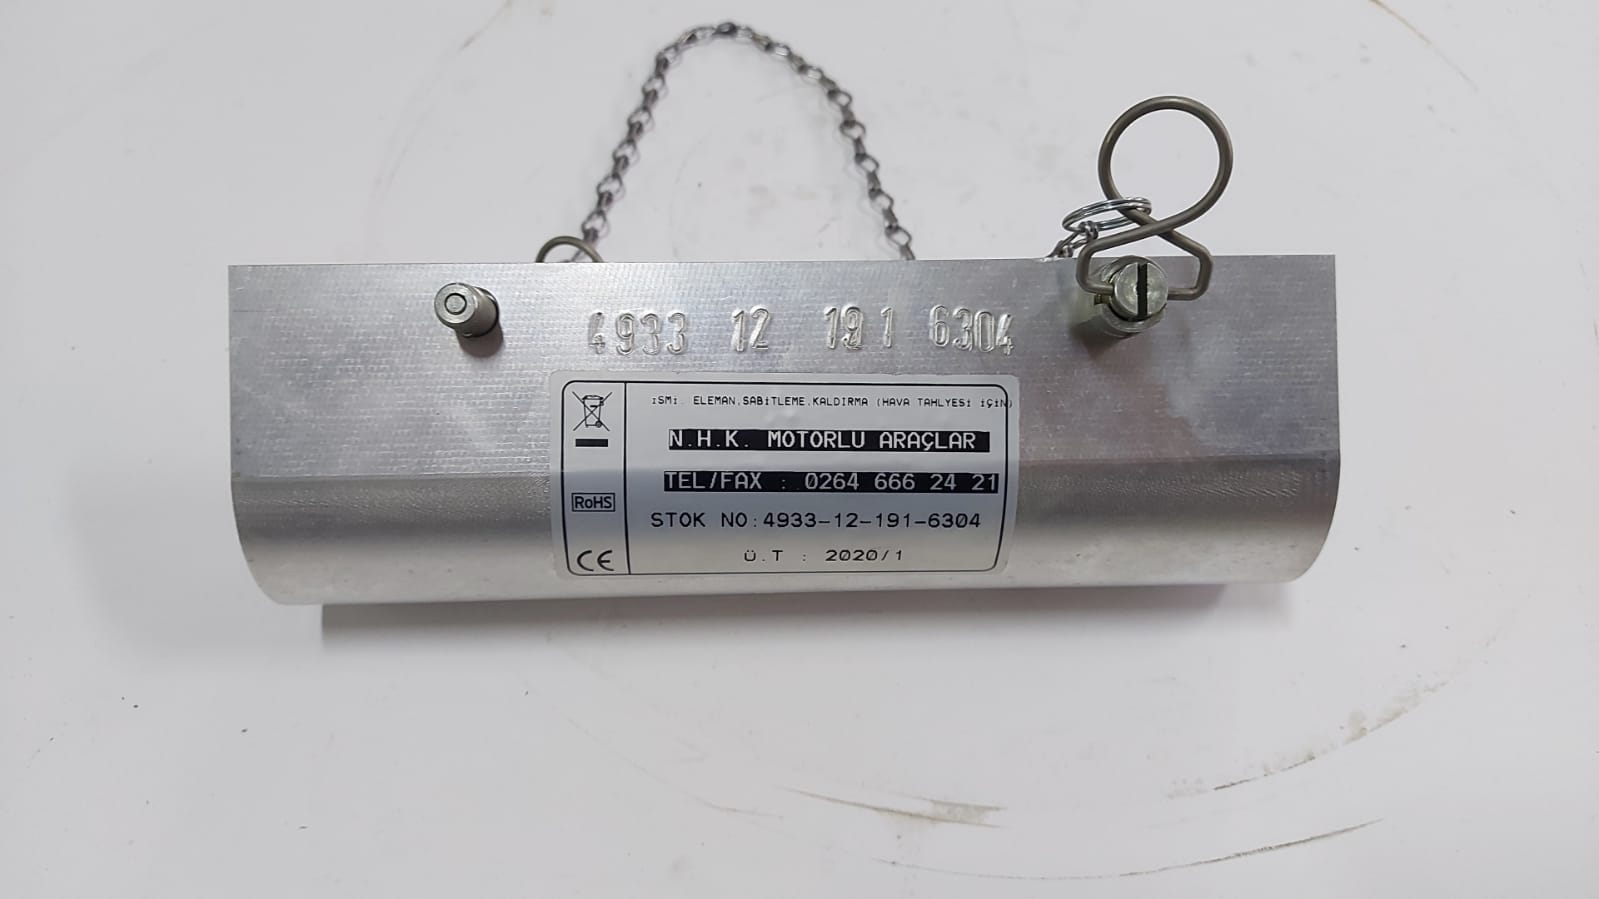 4933 12 191 6304
İSMİ. ELEMAN,SABİTLEME,KALDIRMA (HAVA TAHLYESİ İÇİN)
N.H.K. MOTORLU ARAÇLAR
TEL/FAX : 0264 666 24 21
RoHS
STOK NO:4933-12-191-6304
CE
Ü.T : 2020/1